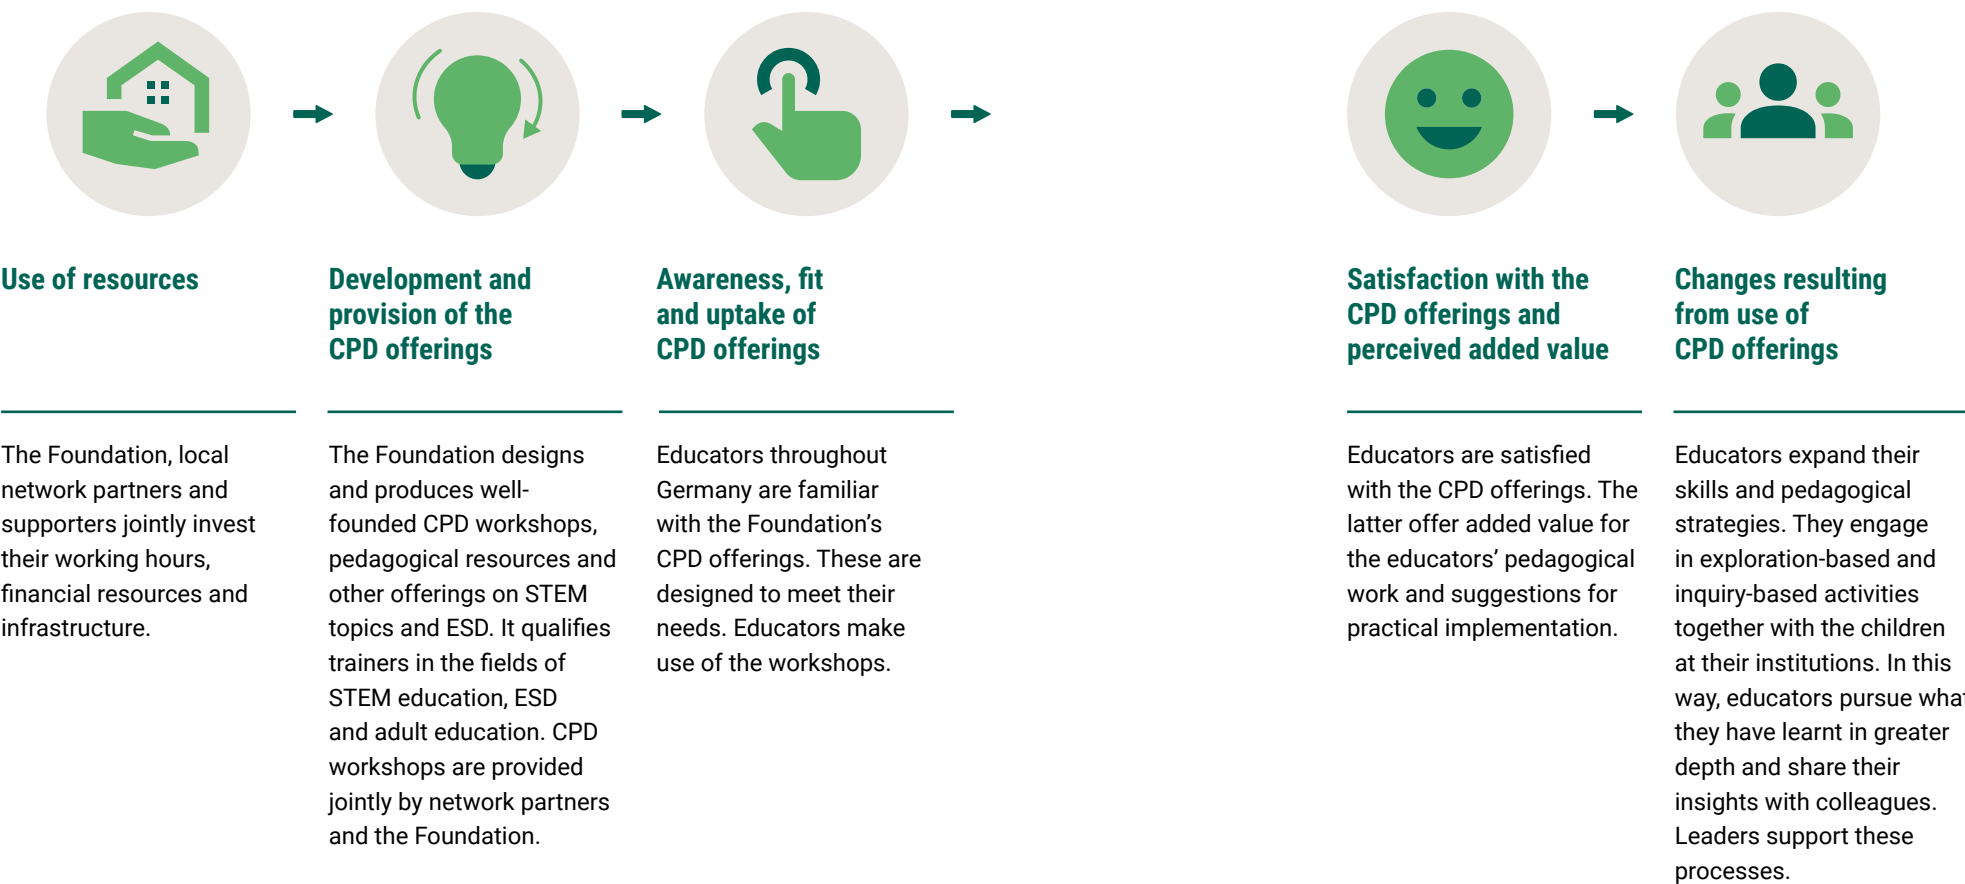 Use of resources
The Foundation, local
network partners and
supporters jointly invest
their working hours,
financial resources and
infrastructure.
Development and
provision of the
CPD offerings
The Foundation designs
and produces well-
founded CPD workshops,
pedagogical resources and
other offerings on STEM
topics and ESD. It qualifies
trainers in the fields of
STEM education, ESD
and adult education. CPD
workshops are provided
jointly by network partners
and the Foundation.
Awareness, fit
and uptake of
CPD offerings
Educators throughout
Germany are familiar
with the Foundation’s
CPD offerings. These are
designed to meet their
needs. Educators make
use of the workshops.
Satisfaction with the
CPD offerings and
perceived added value
Educators are satisfied
with the CPD offerings. The
latter offer added value for
the educators’ pedagogical
work and suggestions for
practical implementation.
Changes resulting
from use of
CPD offerings
Educators expand their
skills and pedagogical
strategies. They engage
in exploration-based and
inquiry-based activities
together with the children
at their institutions. In this
way, educators pursue what
they have learnt in greater
depth and share their
insights with colleagues.
Leaders support these
processes.